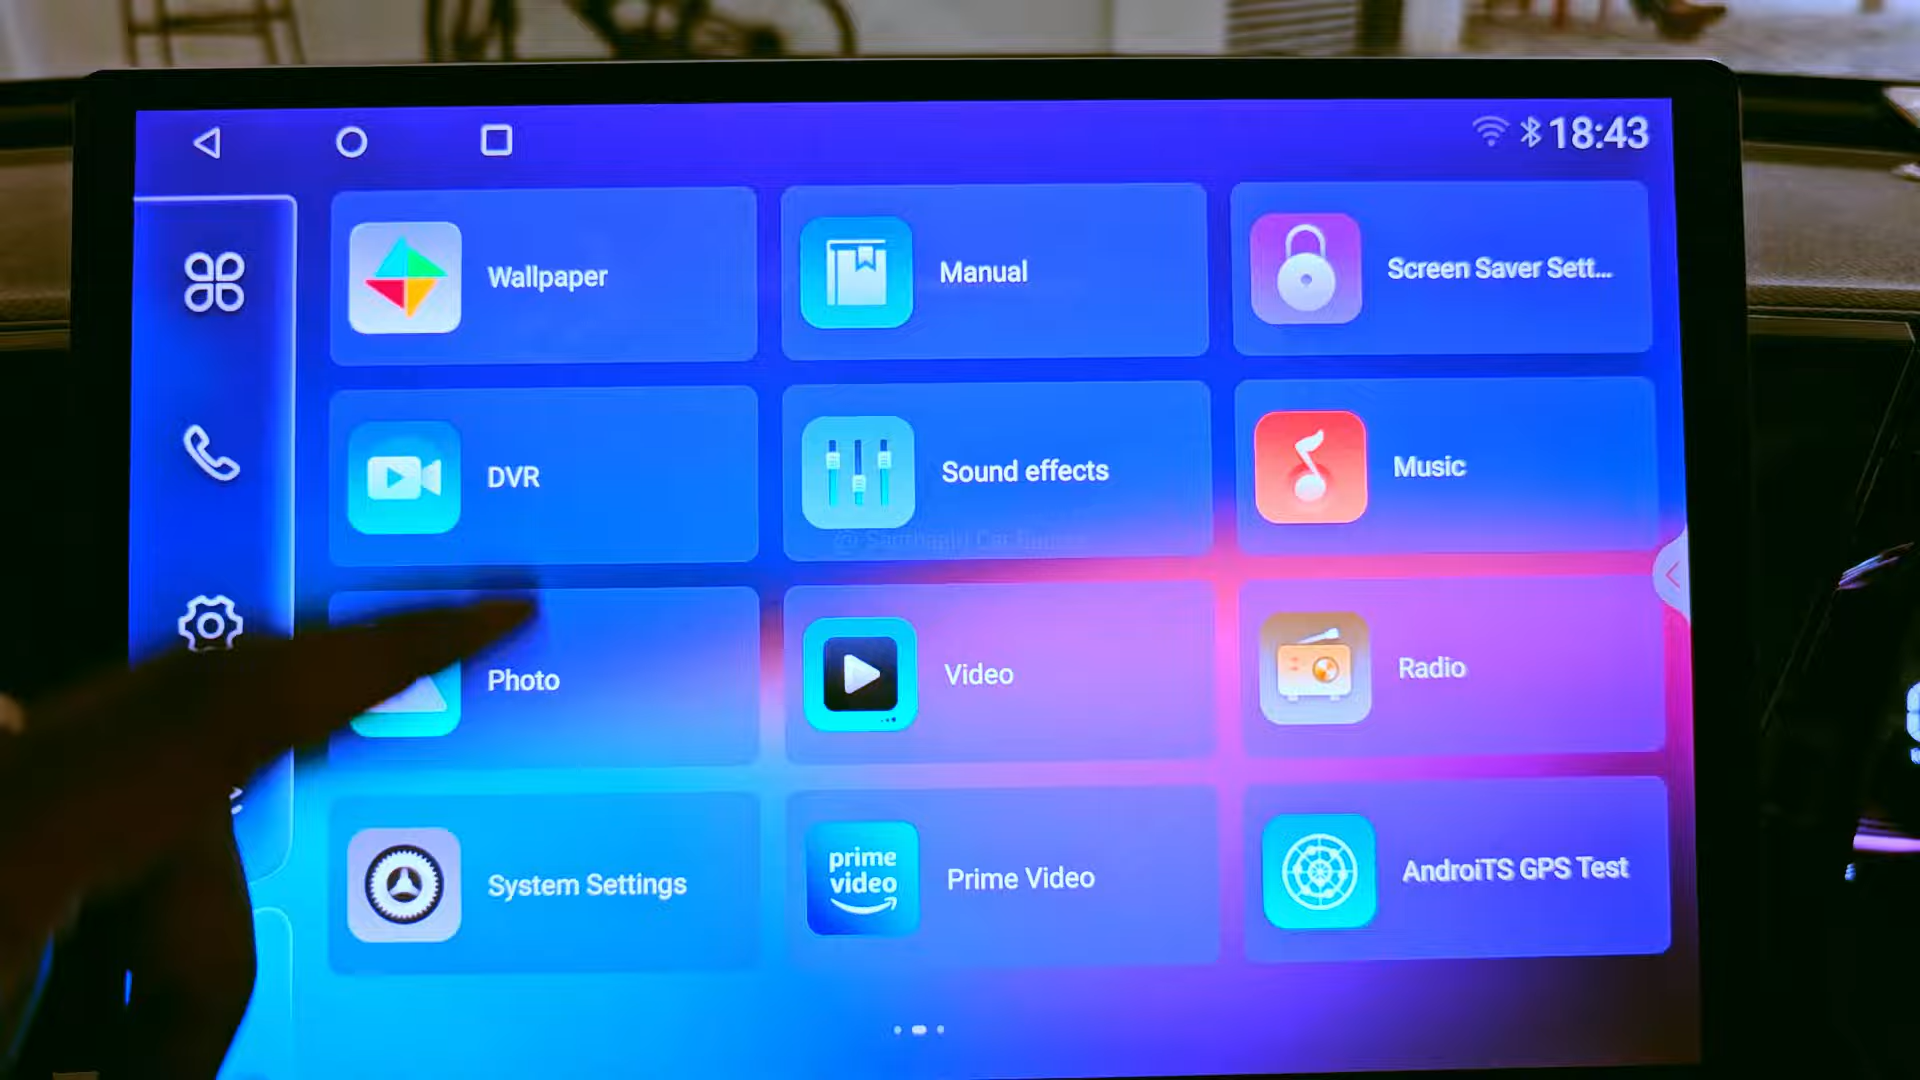 18:43
Wallpaper
Manual
Screen Saver Sett...
DVR
Sound effects
Music
Photo
Video
Radio
System Settings
prime
video
Prime Video
AndroiTS GPS Test